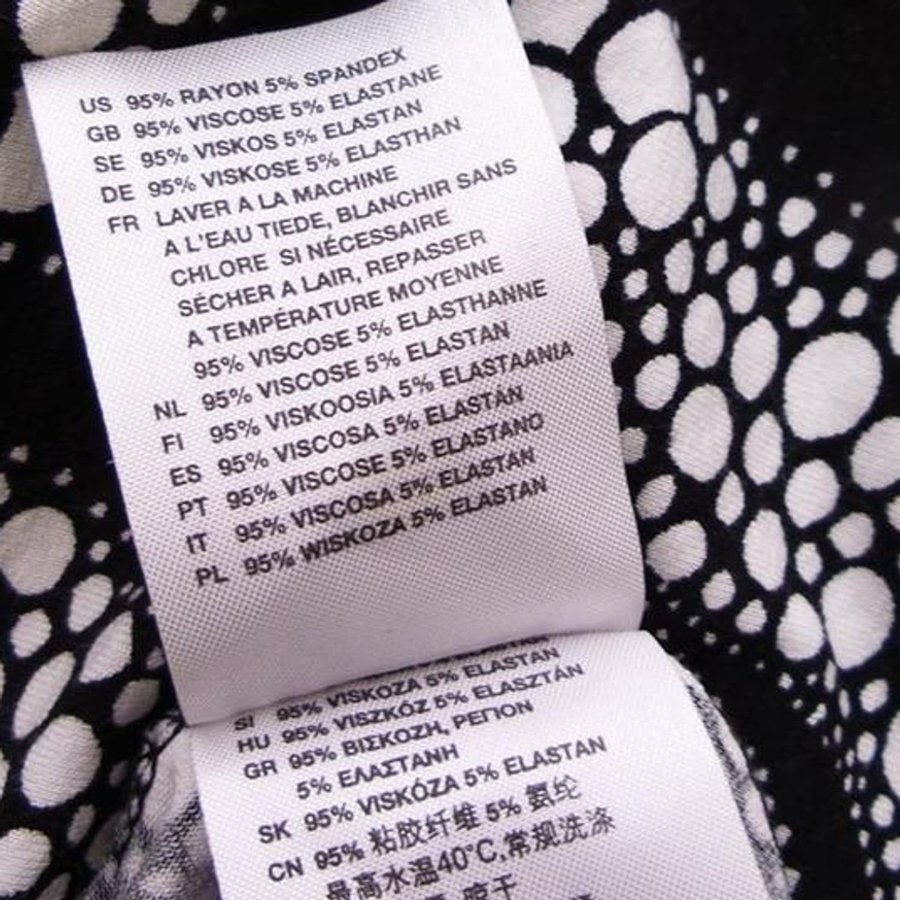 US 95% RAYON 5% SPANDEX
GB 95% VISCOSE 5% ELASTANE
SE 95% VISKOS 5% ELASTAN
DE 95% VISKOSE 5% ELASTHAN
FR LAVER A LA MACHINE
A L'EAU TIEDE, BLANCHIR SANS
CHLORE SI NÉCESSAIRE
SÉCHER A LAIR, REPASSER
A TEMPÉRATURE MOYENNE
95% VISCOSE 5% ELASTHANNE
NL 95% VISCOSE 5% ELASTAN
FI 95% VISKOOSIA 5% ELASTAANIA
ES 95% VISCOSA 5% ELASTÁN
PT 95% VISCOSE 5% ELASTANO
IT 95% VISCOSA 5% ELASTAN
PL 95% WISKOZA 5% ELASTAN
SI 95% VISKOZA 5% ELASTAN
HU 95% VISZKÓZ 5% ELASZTÁN
GR 95% ΒΙΣΚΟΖΗ, ΡΕΓΙΟΝ
5% ΕΛΑΣΤΑΝΗ
SK 95% VISKÓZA 5% ELASTAN
CN 95% 粘胶纤维 5% 氨纶
最高水温40°C,常规洗涤
晾干